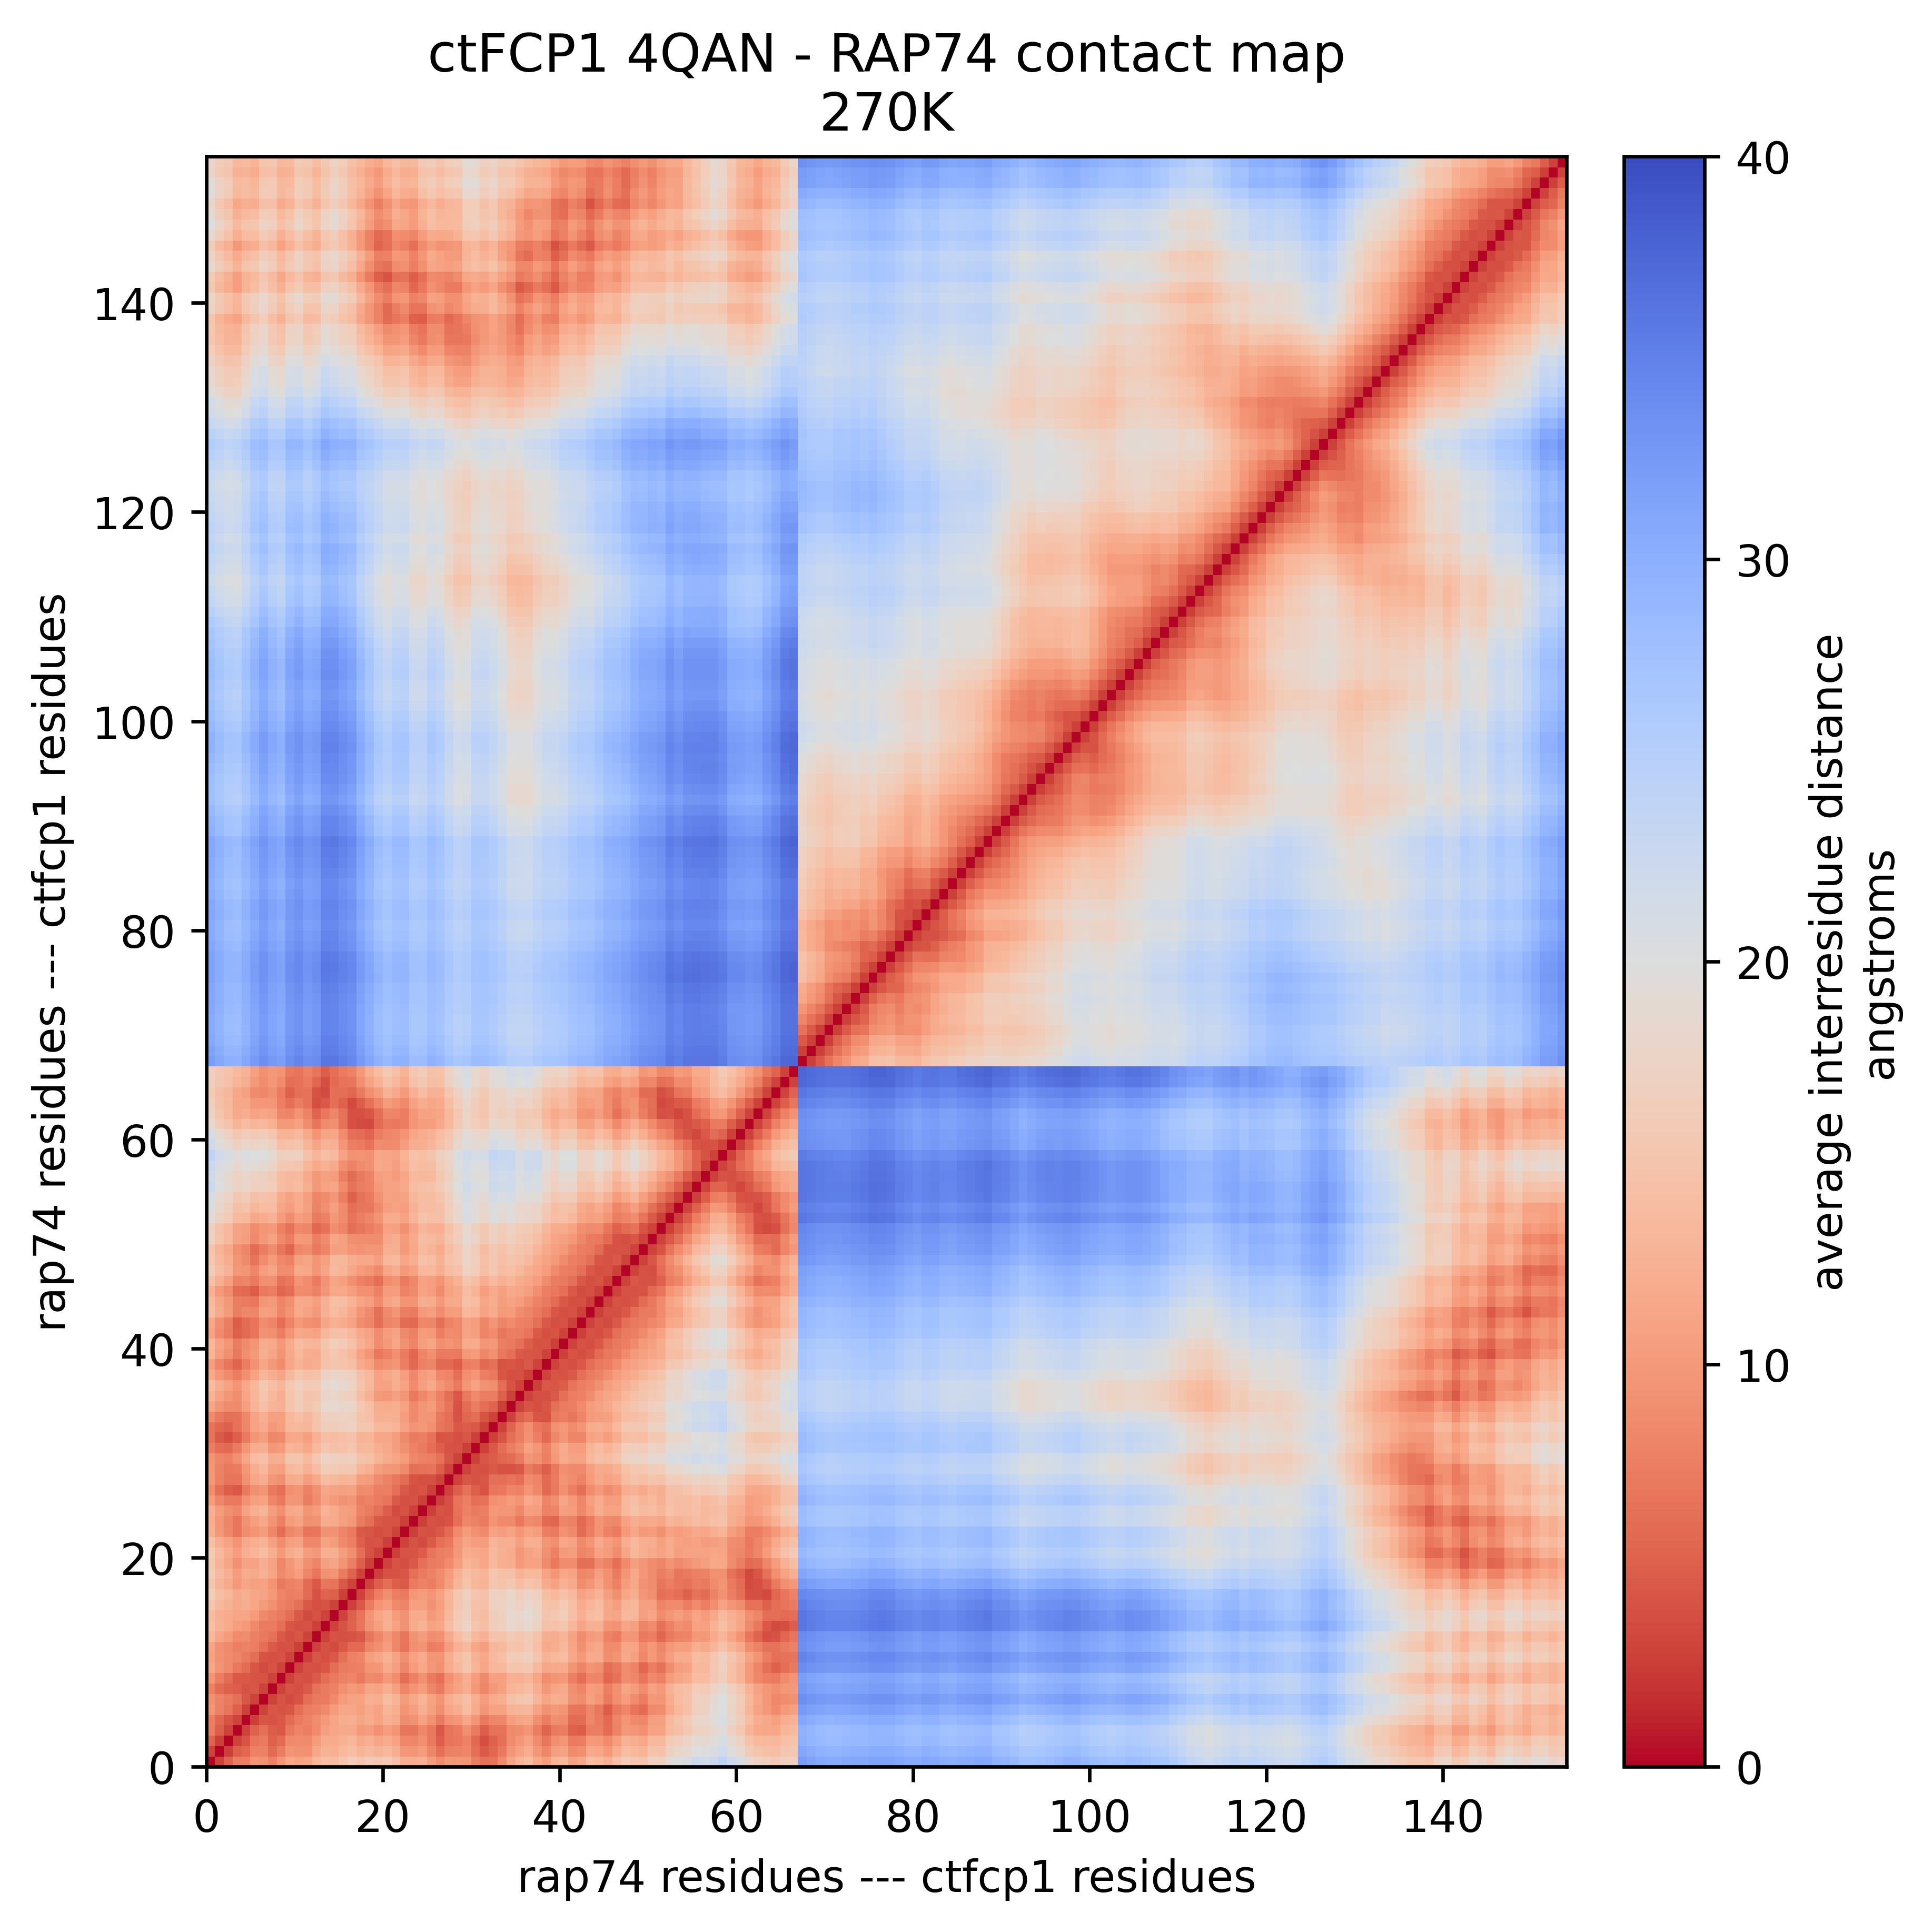 ctFCP1 4QAN - RAP74 contact map
270K
rap74 residues --- ctfcp1 residues
140
120
100
80
60
40
20
0
0 20 40 60 80 100 120 140
rap74 residues --- ctfcp1 residues
40
30
20
10
0
average interresidue distance
angstroms